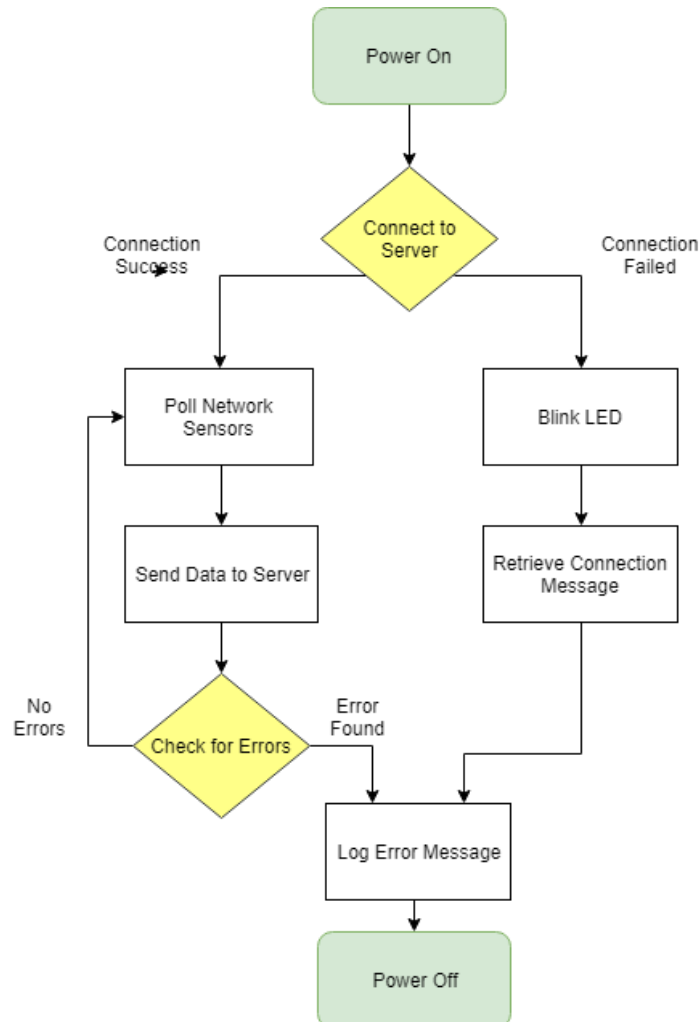 Power On
Connect to
Server
Connection
Success
Connection
Failed
Poll Network
Sensors
Blink LED
Send Data to Server
Retrieve Connection
Message
No
Errors
Check for Errors
Error
Found
Log Error Message
Power Off